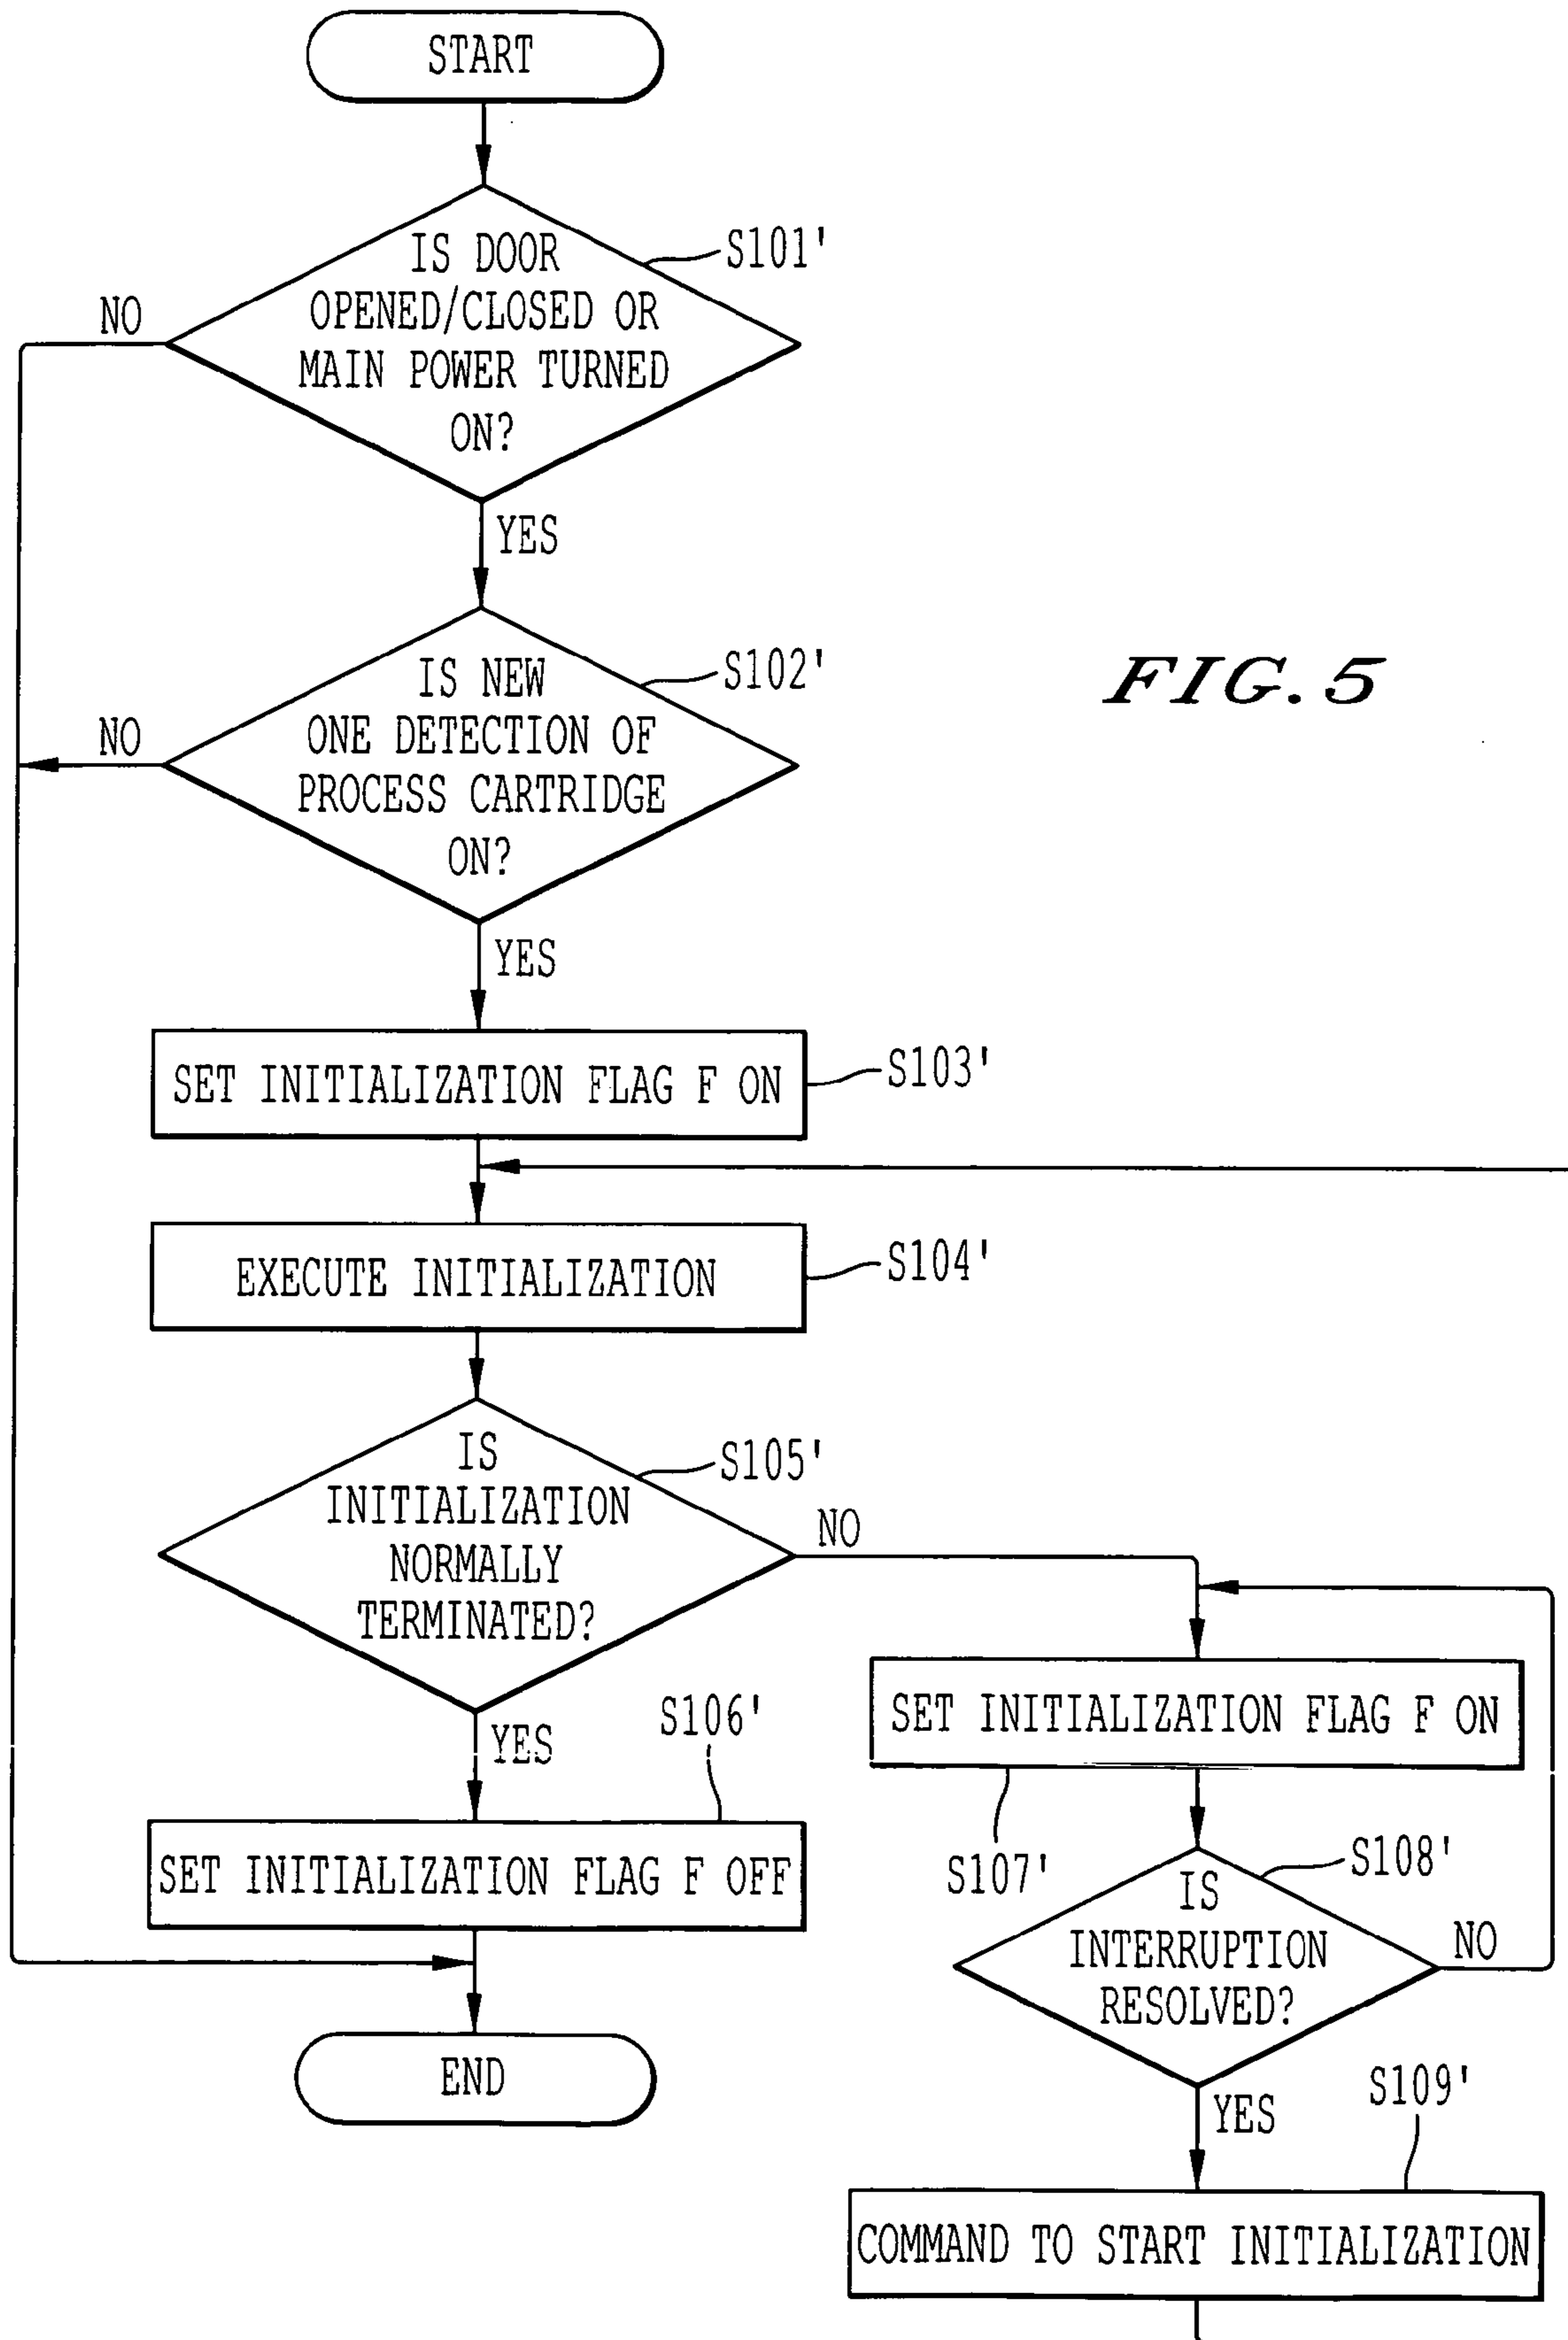 START
IS DOOR
OPENED/CLOSED OR
MAIN POWER TURNED
ON?
S101'
NO
YES
IS NEW
ONE DETECTION OF
PROCESS CARTRIDGE
ON?
S102'
NO
YES
FIG. 5
SET INITIALIZATION FLAG F ON
S103'
EXECUTE INITIALIZATION
S104'
IS
INITIALIZATION
NORMALLY
TERMINATED?
S105'
NO
YES
S106'
SET INITIALIZATION FLAG F OFF
END
SET INITIALIZATION FLAG F ON
S107'
IS
INTERRUPTION
RESOLVED?
S108'
NO
YES
S109'
COMMAND TO START INITIALIZATION